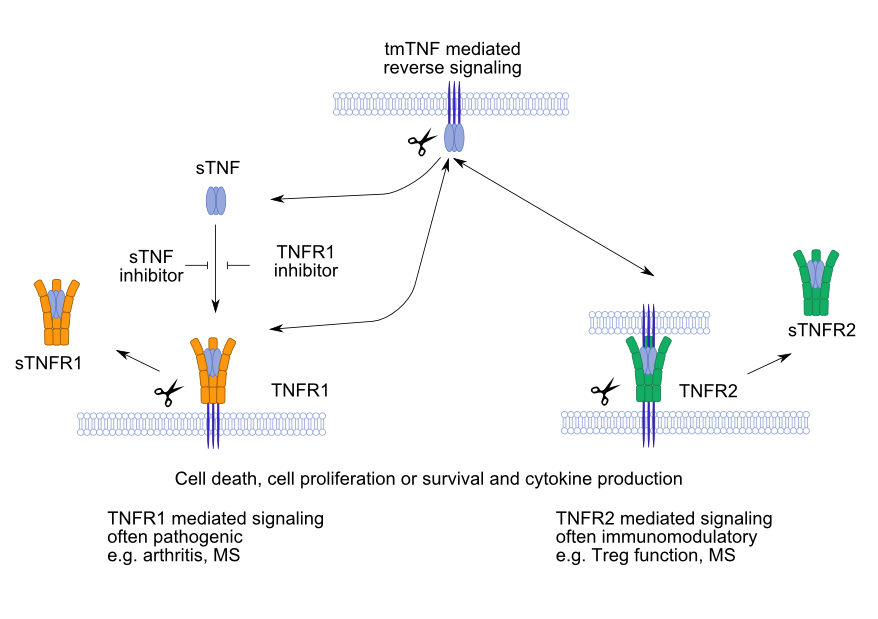 tmTNF mediated
reverse signaling
sTNF
sTNF
inhibitor
TNFR1
inhibitor
sTNFR1
TNFR1
sTNFR2
TNFR2
Cell death, cell proliferation or survival and cytokine production
TNFR1 mediated signaling
often pathogenic
e.g. arthritis, MS
TNFR2 mediated signaling
often immunomodulatory
e.g. Treg function, MS